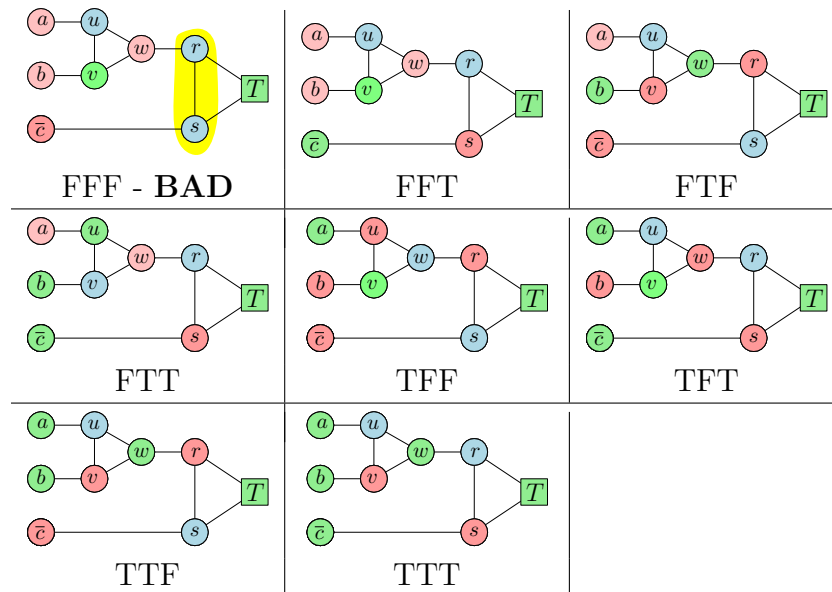 a u w r
b v T
c̅ s
FFF - BAD
a u w r
b v T
c̅ s
FFT
a u w r
b v T
c̅ s
FTF
a u w r
b v T
c̅ s
FTT
a u w r
b v T
c̅ s
TFF
a u w r
b v T
c̅ s
TFT
a u w r
b v T
c̅ s
TTF
a u w r
b v T
c̅ s
TTT